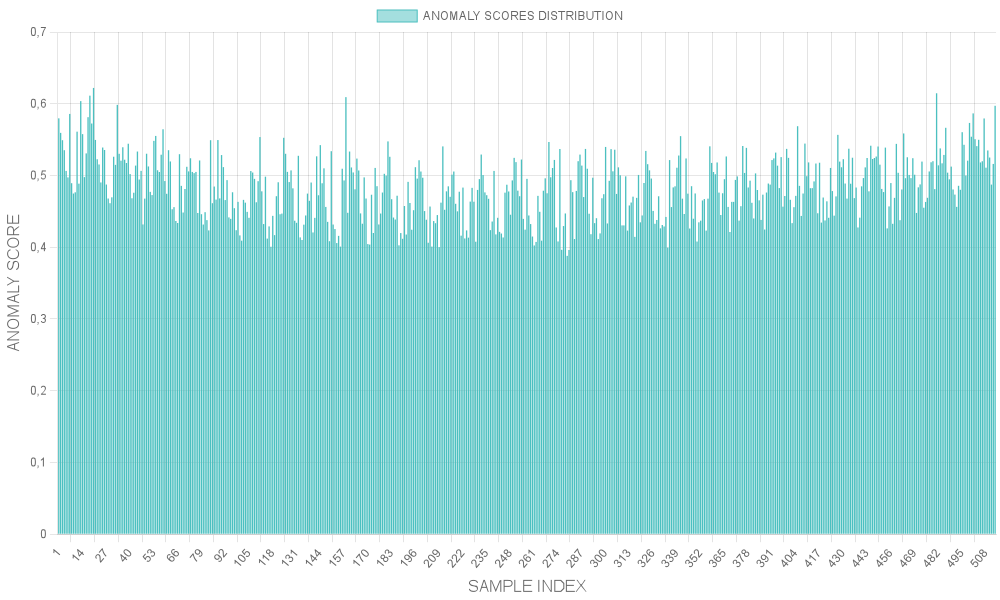 ANOMALY SCORES DISTRIBUTION
0,7
0,6
0,5
0,4
0,3
0,2
0,1
0
ANOMALY SCORE
1 14 27 40 53 66 79 92 105 118 131 144 157 170 183 196 209 222 235 248 261 274 287 300 313 326 339 352 365 378 391 404 417 430 443 456 469 482 495 508
SAMPLE INDEX